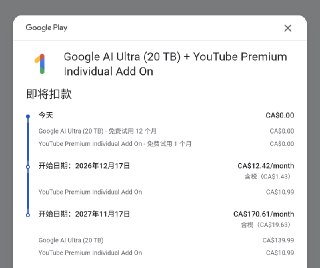 Google Play
Google AI Ultra (20 TB) + YouTube Premium
Individual Add On
即将扣款
今天 CA$0.00
Google AI Ultra (20 TB) - 免费试用 12 个月 CA$0.00
YouTube Premium Individual Add On - 免费试用 1 个月 CA$0.00
开始日期：2026年12月17日 CA$12.42/month
含税（CA$1.43）
YouTube Premium Individual Add On CA$10.99
开始日期：2027年11月17日 CA$170.61/month
含税（CA$19.63）
Google AI Ultra (20 TB) CA$139.99
YouTube Premium Individual Add On CA$10.99